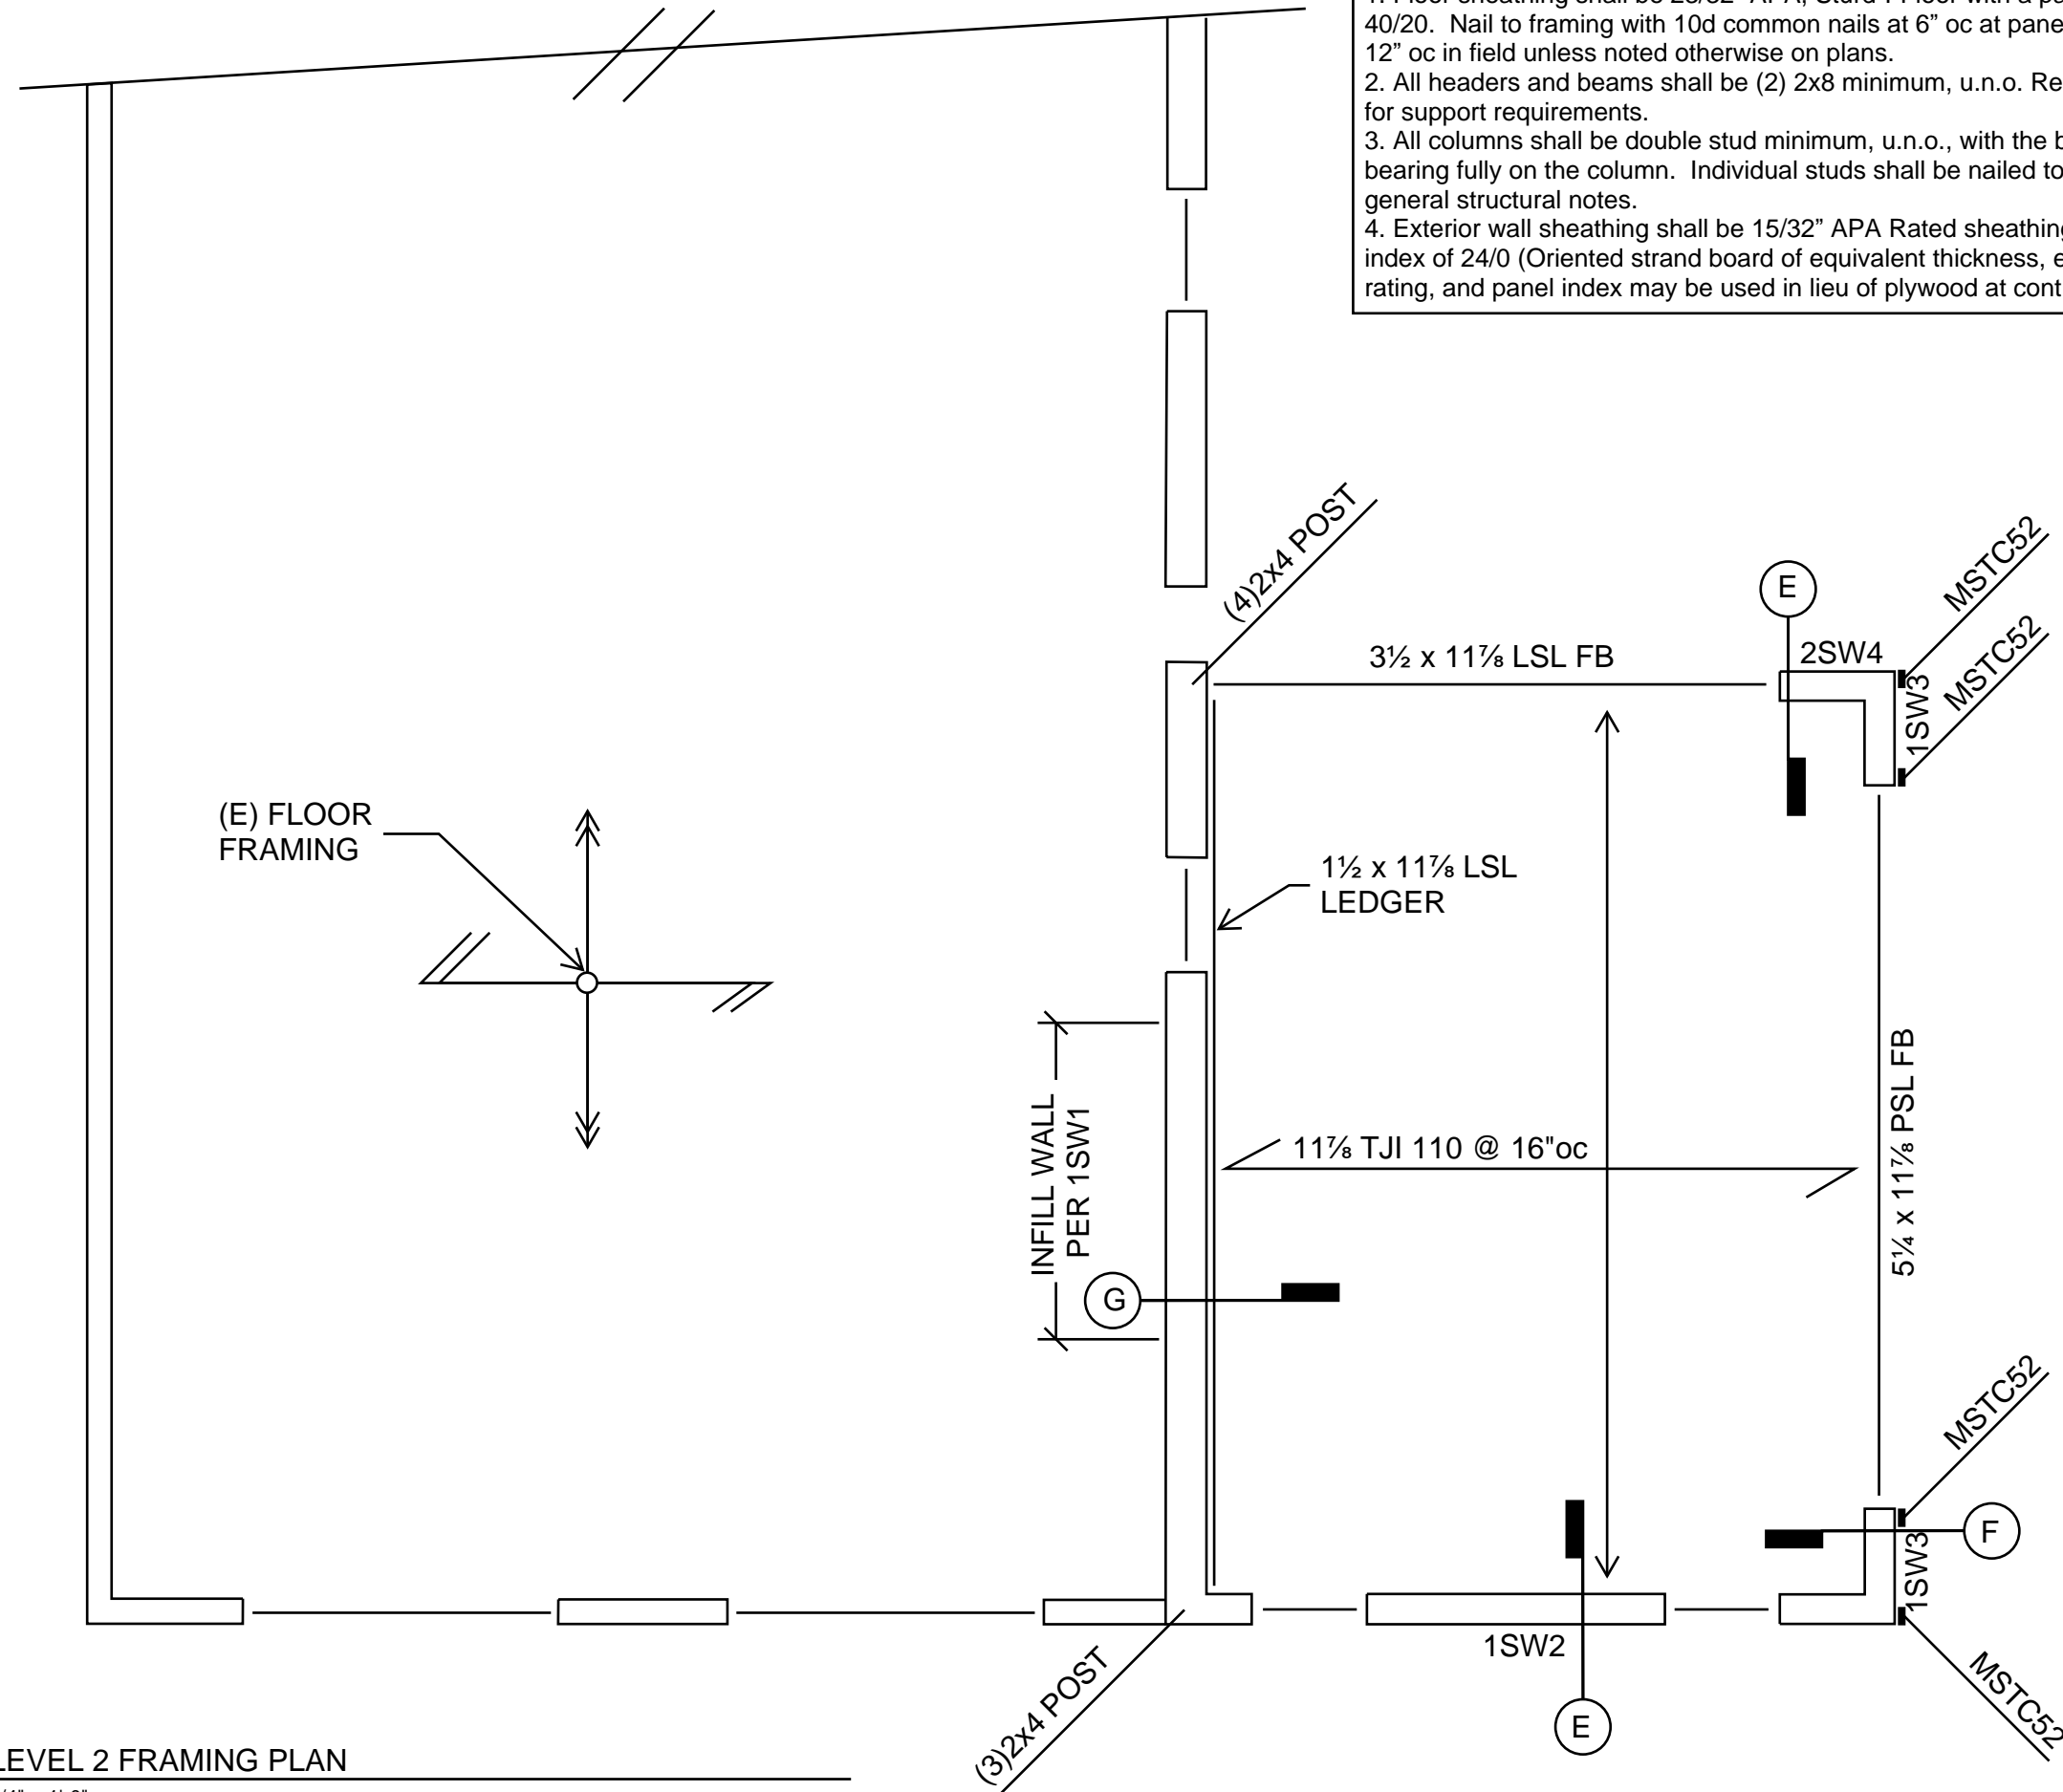 40/20. Nail to framing with 10d common nails at 6” oc at pane
12” oc in field unless noted otherwise on plans.
2. All headers and beams shall be (2) 2x8 minimum, u.n.o. Re
for support requirements.
3. All columns shall be double stud minimum, u.n.o., with the b
bearing fully on the column. Individual studs shall be nailed to
general structural notes.
4. Exterior wall sheathing shall be 15/32” APA Rated sheathing
index of 24/0 (Oriented strand board of equivalent thickness, e
rating, and panel index may be used in lieu of plywood at cont
(4)2x4 POST
E
MSTC52
MSTC52
3½ x 11⅞ LSL FB
2SW4
1SW3
(E) FLOOR
FRAMING
1½ x 11⅞ LSL
LEDGER
INFILL WALL
PER 1SW1
11⅞ TJI 110 @ 16"oc
5¼ x 11⅞ PSL FB
G
MSTC52
F
1SW3
1SW2
MSTC52
(3)2x4 POST
E
LEVEL 2 FRAMING PLAN